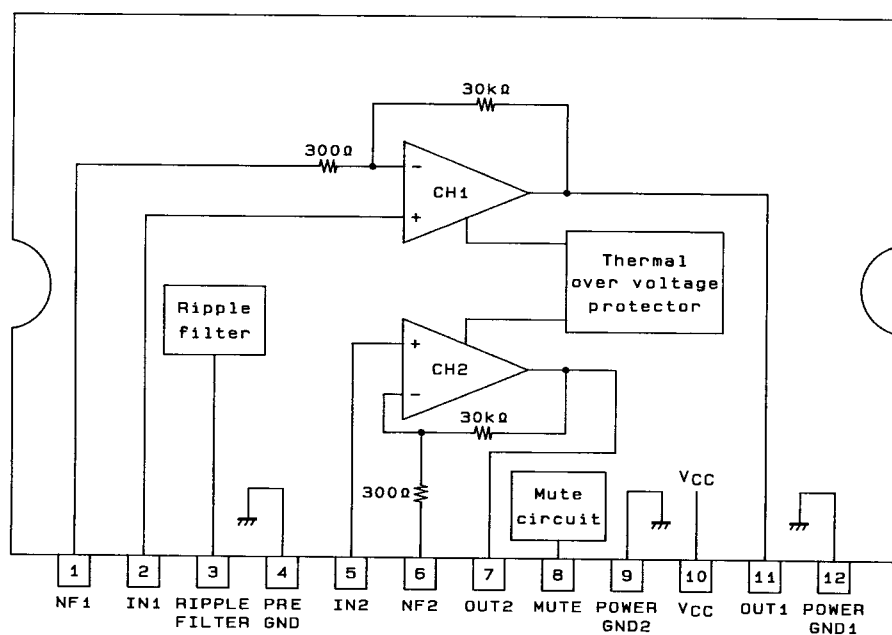 30kΩ
300Ω
−
CH1
+
Thermal
over voltage
protector
Ripple
filter
+
CH2
−
30kΩ
300Ω
Mute
circuit
VCC
1 2 3 4 5 6 7 8 9 10 11 12
NF1 IN1 RIPPLE FILTER PRE GND IN2 NF2 OUT2 MUTE POWER GND2 VCC OUT1 POWER GND1